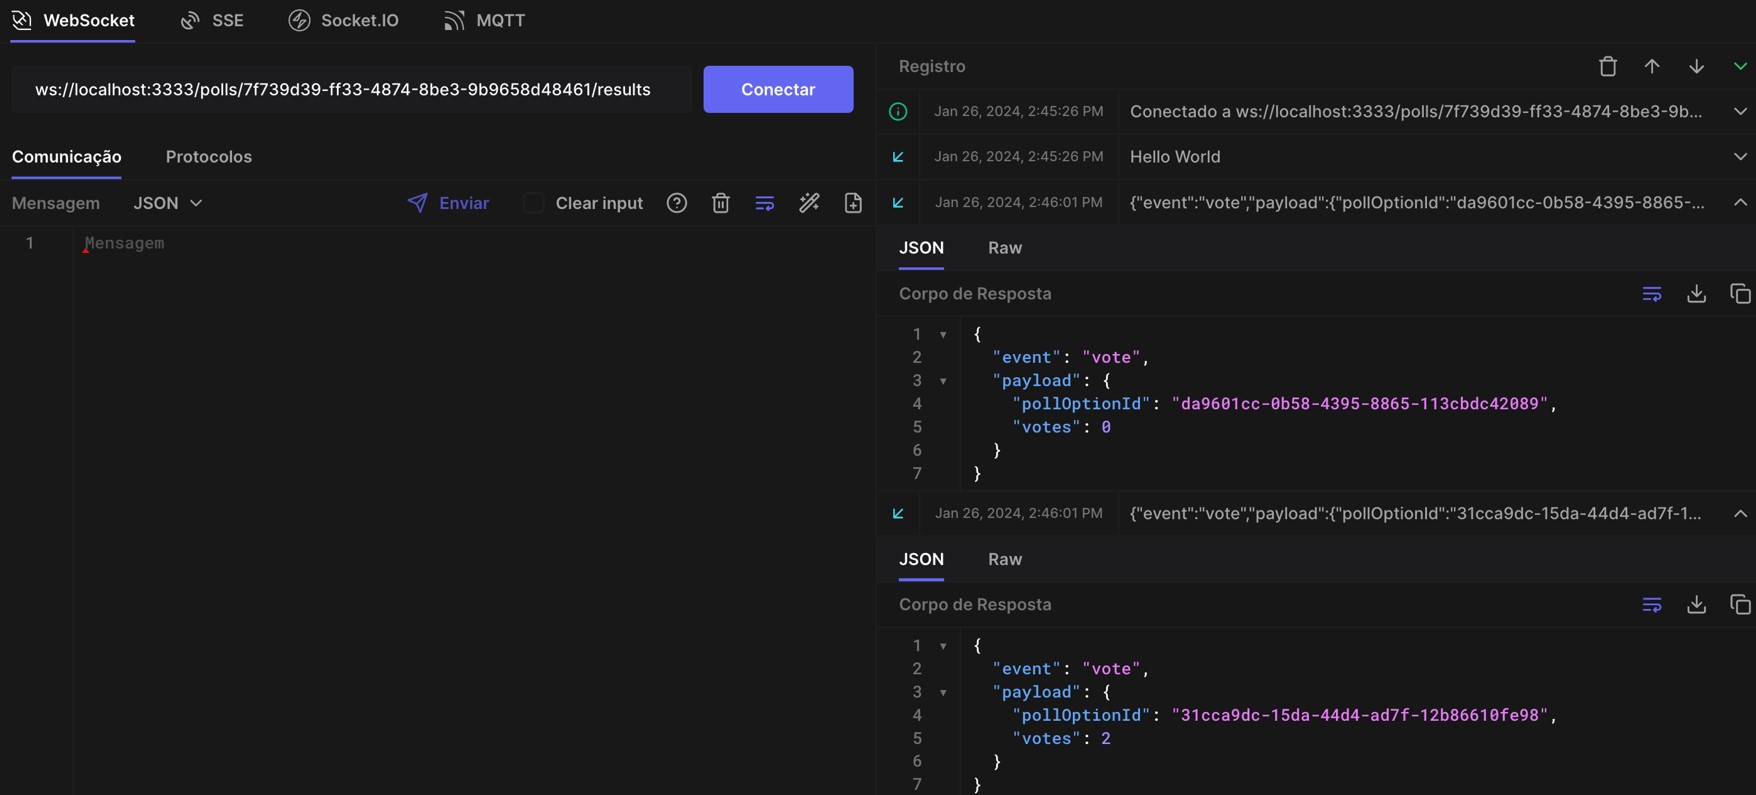 WebSocket SSE Socket.IO MQTT
ws://localhost:3333/polls/7f739d39-ff33-4874-8be3-9b9658d48461/results Conectar
Comunicação Protocolos
Mensagem JSON Enviar Clear input
1 Mensagem
Registro
Jan 26, 2024, 2:45:26 PM Conectado a ws://localhost:3333/polls/7f739d39-ff33-4874-8be3-9b...
Jan 26, 2024, 2:45:26 PM Hello World
Jan 26, 2024, 2:46:01 PM {"event":"vote","payload":{"pollOptionId":"da9601cc-0b58-4395-8865-...
JSON Raw
Corpo de Resposta
1 {
2 "event": "vote",
3 "payload": {
4 "pollOptionId": "da9601cc-0b58-4395-8865-113cbdc42089",
5 "votes": 0
6 }
7 }
Jan 26, 2024, 2:46:01 PM {"event":"vote","payload":{"pollOptionId":"31cca9dc-15da-44d4-ad7f-1...
JSON Raw
Corpo de Resposta
1 {
2 "event": "vote",
3 "payload": {
4 "pollOptionId": "31cca9dc-15da-44d4-ad7f-12b86610fe98",
5 "votes": 2
6 }
7 }